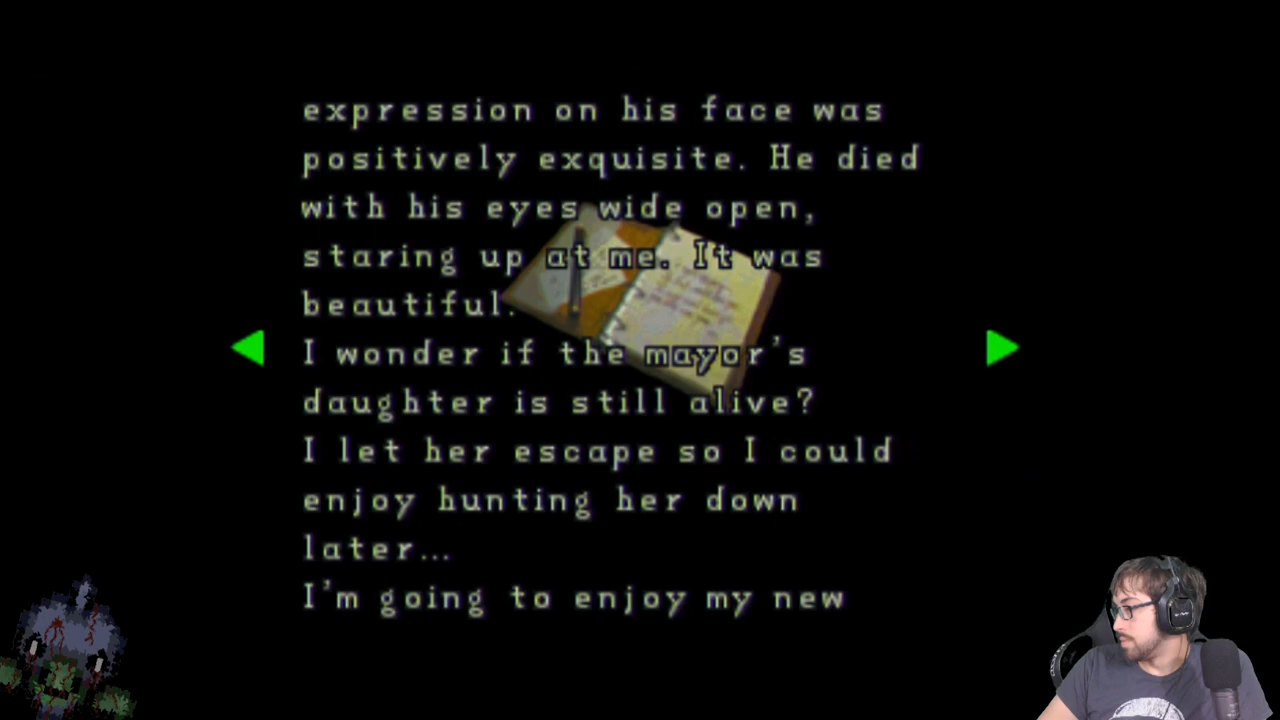 expression on his face was
positively exquisite. He died
with his eyes wide open,
staring up at me. It was
beautiful.
I wonder if the mayor's
daughter is still alive?
I let her escape so I could
enjoy hunting her down
later...
I'm going to enjoy my new